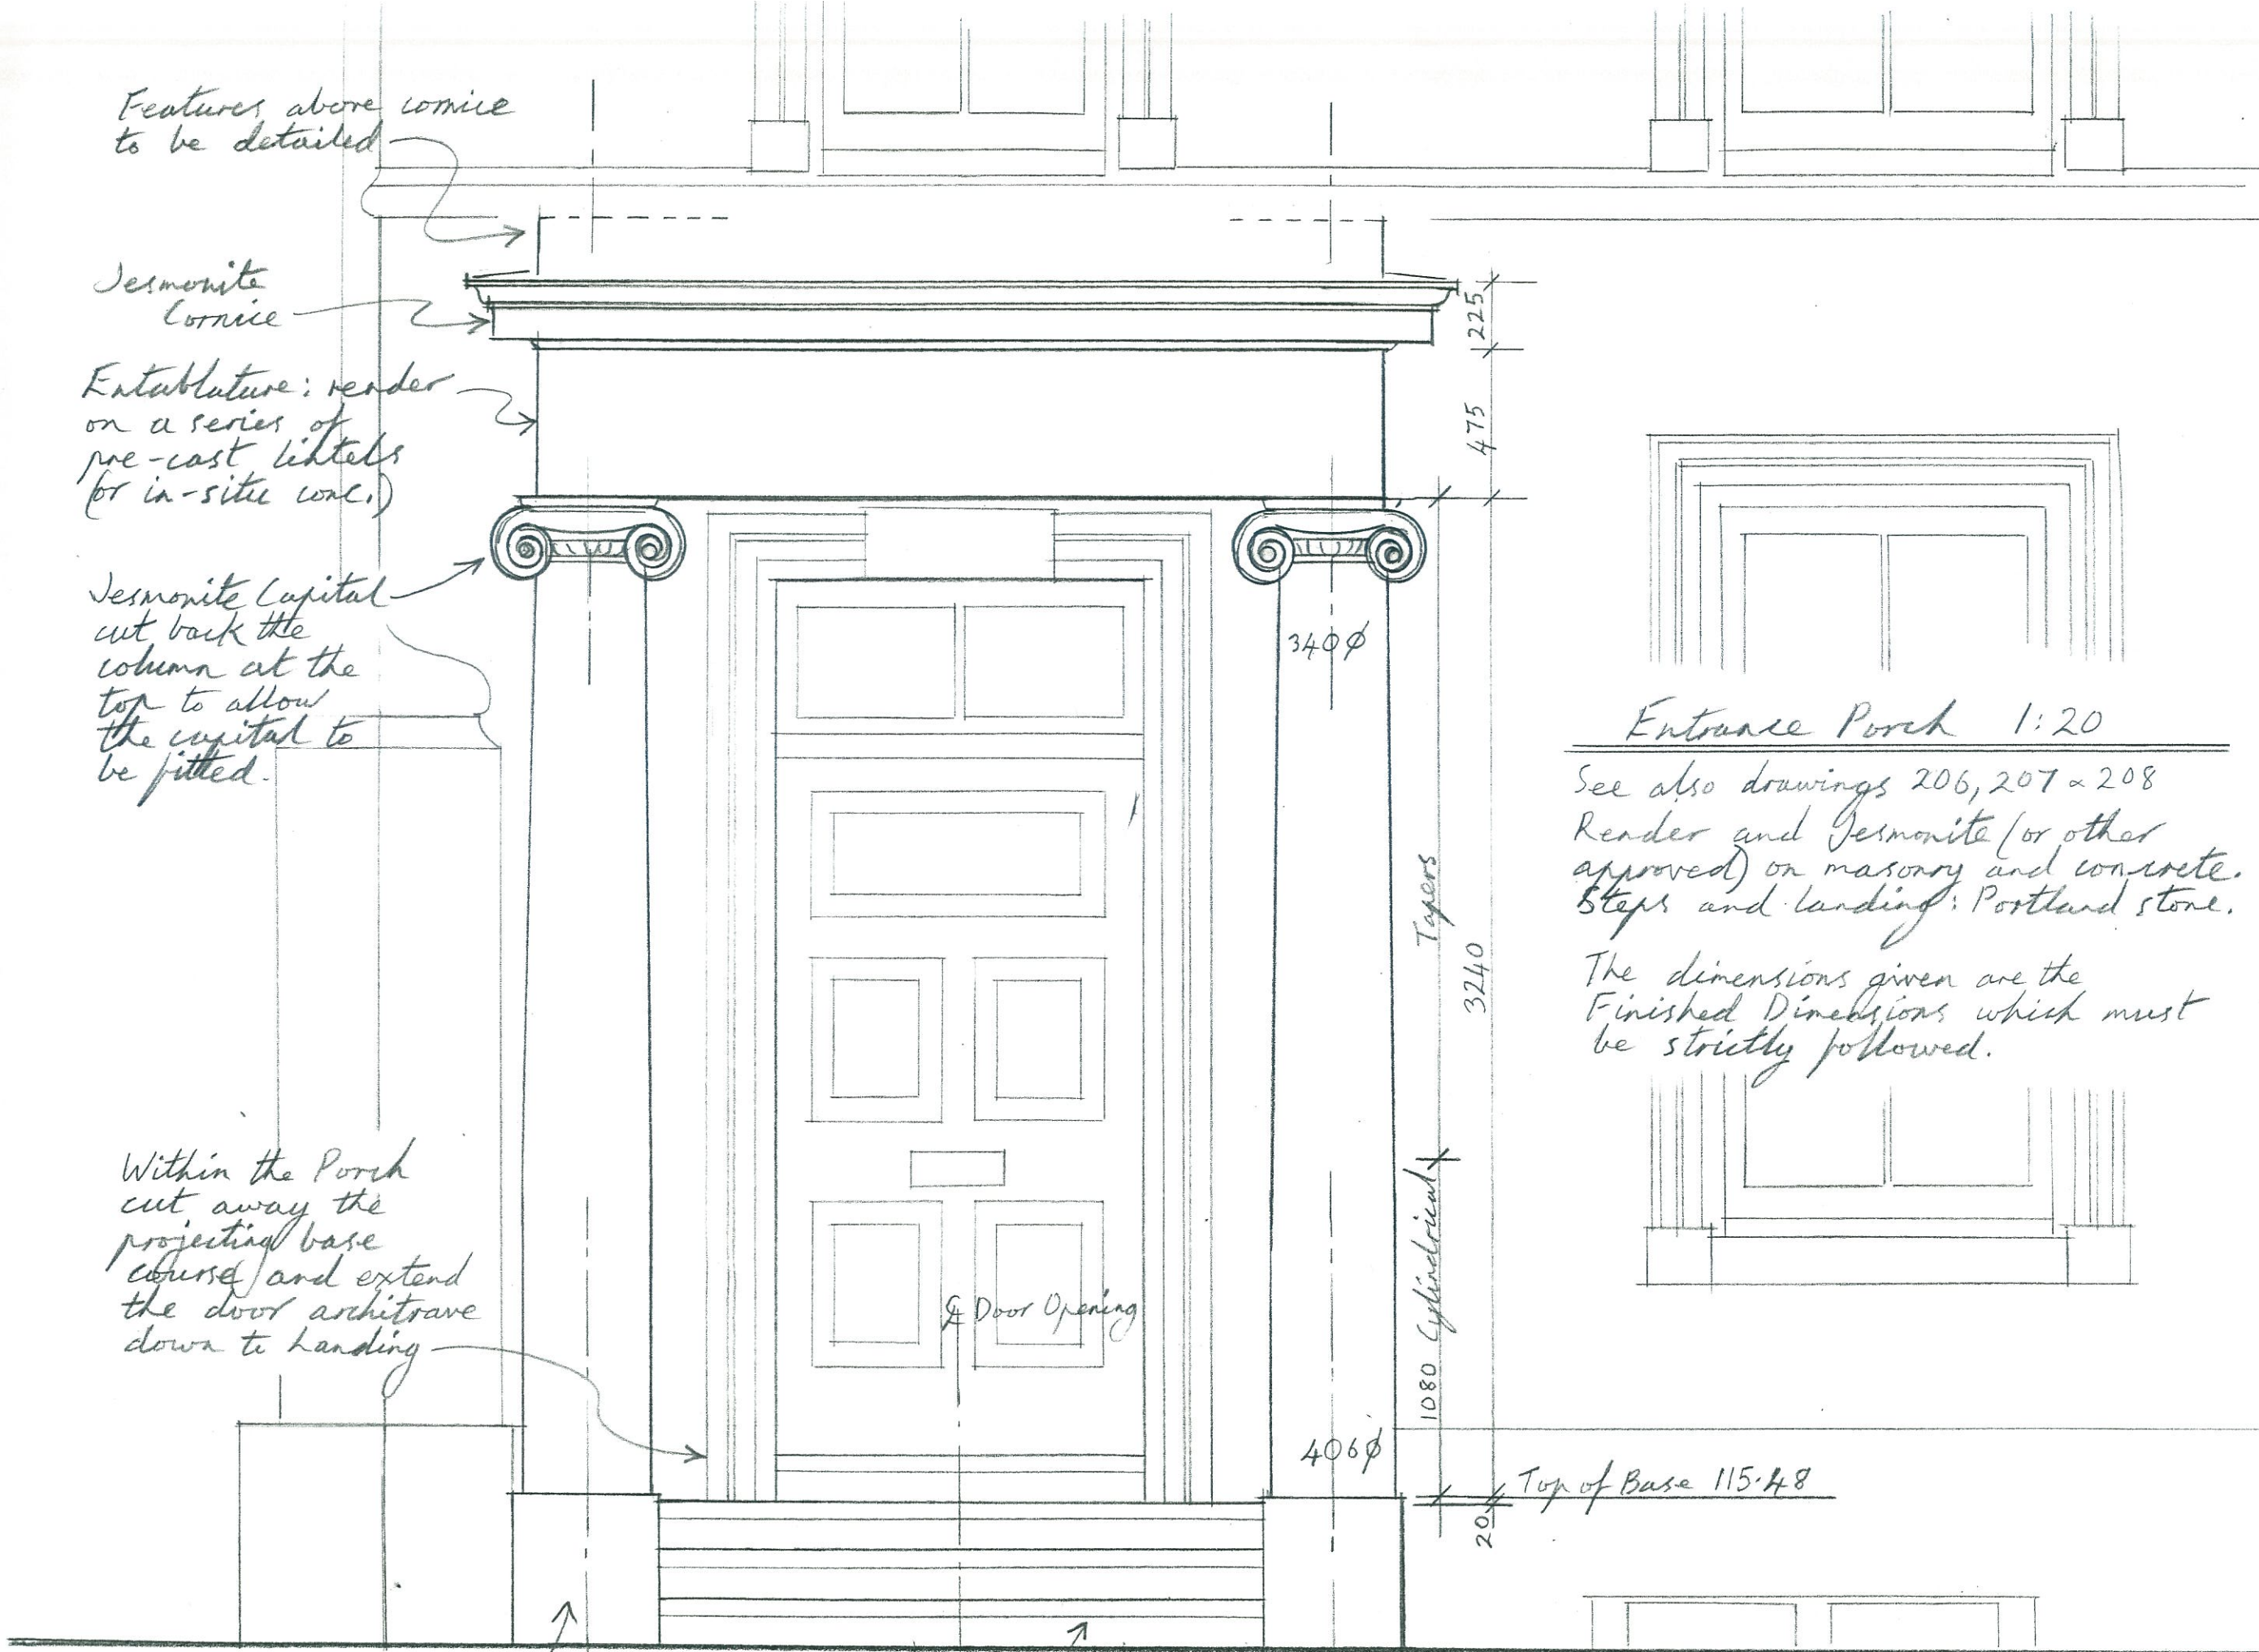 Features above cornice
to be detailed
Jesmonite
Cornice
Entablature: render
on a series of
pre-cast lintels
(or in-situ conc.)
Jesmonite Capital
cut back the
column at the
top to allow
the capital to
be fitted.
Within the Porch
cut away the
projecting base
course and extend
the door architrave
down to Landing
225
475
340ϕ
Tapers
3240
1080 Cylindrical
℄ Door Opening
406ϕ
Top of Base 115·48
20
Entrance Porch 1:20
See also drawings 206, 207 & 208
Render and Jesmonite (or other
approved) on masonry and concrete.
Steps and Landing: Portland stone.
The dimensions given are the
Finished Dimensions which must
be strictly followed.